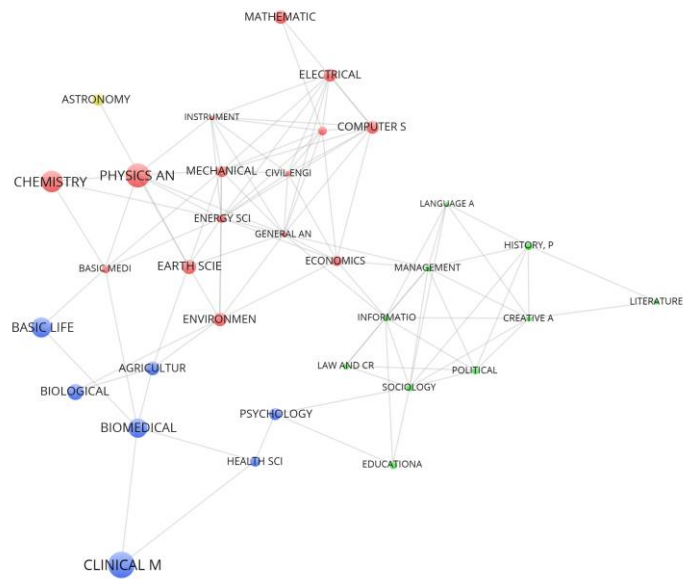 MATHEMATIC
ELECTRICAL
ASTRONOMY
INSTRUMENT
COMPUTER S
PHYSICS AN
MECHANICAL
CIVIL ENGI
CHEMISTRY
LANGUAGE A
ENERGY SCI
GENERAL AN
HISTORY, P
BASIC MEDI
EARTH SCIE
ECONOMICS
MANAGEMENT
LITERATURE
ENVIRONMEN
INFORMATIO
CREATIVE A
BASIC LIFE
LAW AND CR
AGRICULTUR
POLITICAL
SOCIOLOGY
BIOLOGICAL
PSYCHOLOGY
BIOMEDICAL
HEALTH SCI
EDUCATIONA
CLINICAL M